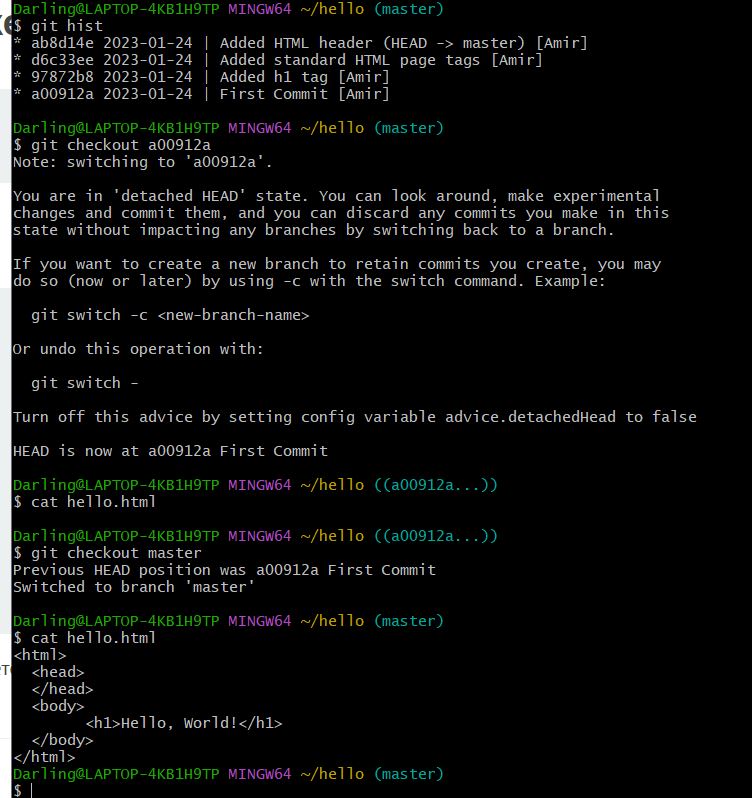 Darling@LAPTOP-4KB1H9TP MINGW64 ~/hello (master)
$ git hist
* ab8d14e 2023-01-24 | Added HTML header (HEAD -> master) [Amir]
* d6c33ee 2023-01-24 | Added standard HTML page tags [Amir]
* 97872b8 2023-01-24 | Added h1 tag [Amir]
* a00912a 2023-01-24 | First Commit [Amir]

Darling@LAPTOP-4KB1H9TP MINGW64 ~/hello (master)
$ git checkout a00912a
Note: switching to 'a00912a'.

You are in 'detached HEAD' state. You can look around, make experimental
changes and commit them, and you can discard any commits you make in this
state without impacting any branches by switching back to a branch.

If you want to create a new branch to retain commits you create, you may
do so (now or later) by using -c with the switch command. Example:

  git switch -c <new-branch-name>

Or undo this operation with:

  git switch -

Turn off this advice by setting config variable advice.detachedHead to false

HEAD is now at a00912a First Commit

Darling@LAPTOP-4KB1H9TP MINGW64 ~/hello ((a00912a...))
$ cat hello.html

Darling@LAPTOP-4KB1H9TP MINGW64 ~/hello ((a00912a...))
$ git checkout master
Previous HEAD position was a00912a First Commit
Switched to branch 'master'

Darling@LAPTOP-4KB1H9TP MINGW64 ~/hello (master)
$ cat hello.html
<html>
  <head>
  </head>
  <body>
        <h1>Hello, World!</h1>
  </body>
</html>
Darling@LAPTOP-4KB1H9TP MINGW64 ~/hello (master)
$